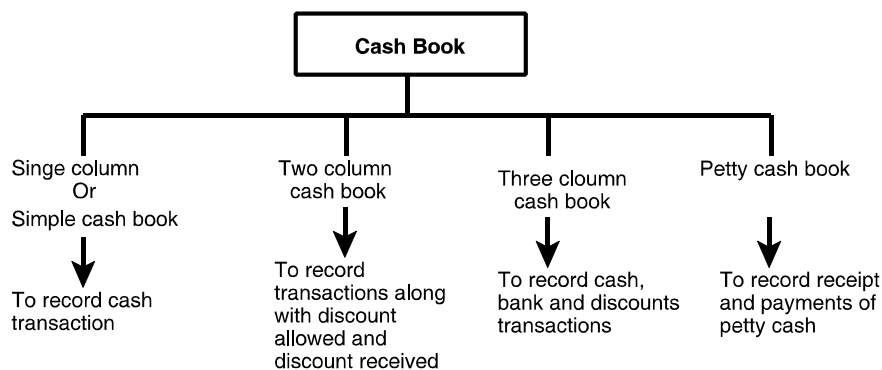 Cash Book
Singe column
Or
Simple cash book
To record cash
transaction
Two column
cash book
To record
transactions along
with discount
allowed and
discount received
Three cloumn
cash book
To record cash,
bank and discounts
transactions
Petty cash book
To record receipt
and payments of
petty cash